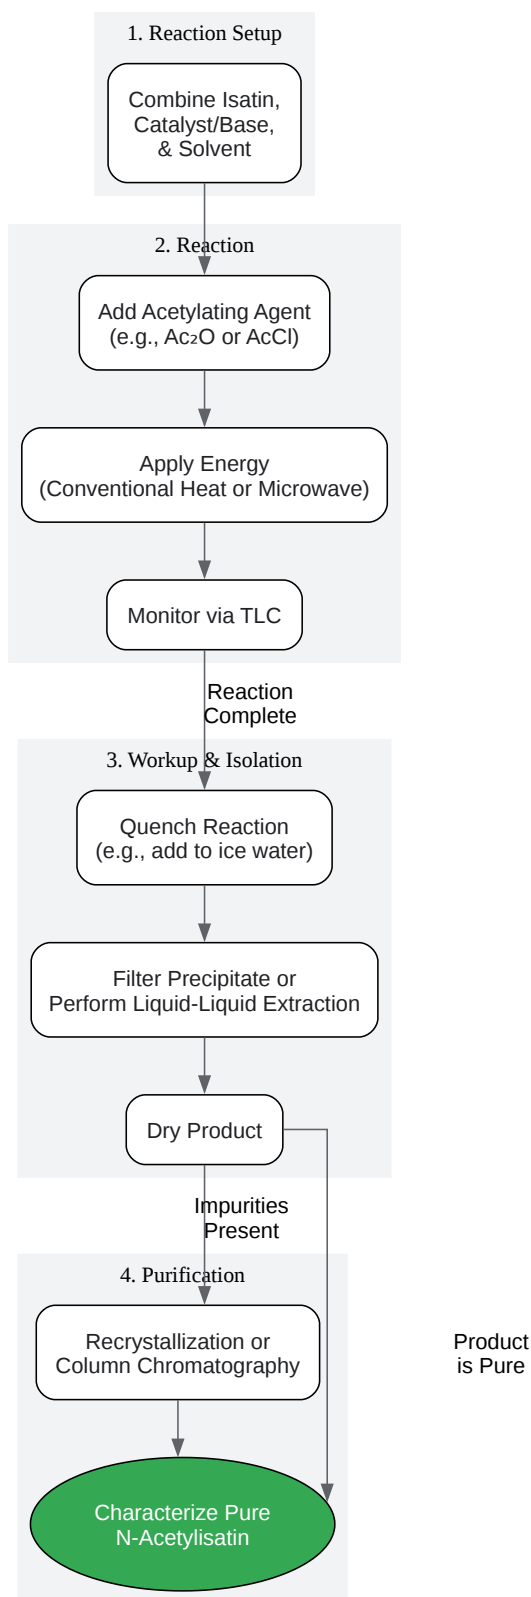 1. Reaction Setup
Combine Isatin,
Catalyst/Base,
& Solvent
2. Reaction
Add Acetylating Agent
(e.g., Ac₂O or AcCl)
Apply Energy
(Conventional Heat or Microwave)
Monitor via TLC
Reaction
Complete
3. Workup & Isolation
Quench Reaction
(e.g., add to ice water)
Filter Precipitate or
Perform Liquid-Liquid Extraction
Dry Product
Impurities
Present
4. Purification
Recrystallization or
Column Chromatography
Product
is Pure
Characterize Pure
N-Acetylisatin